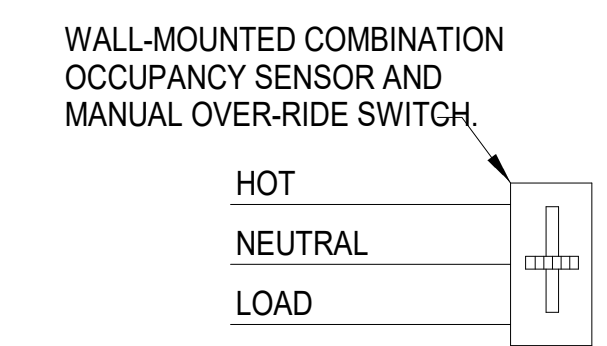 WALL-MOUNTED COMBINATION
OCCUPANCY SENSOR AND
MANUAL OVER-RIDE SWITCH.
HOT
NEUTRAL
LOAD